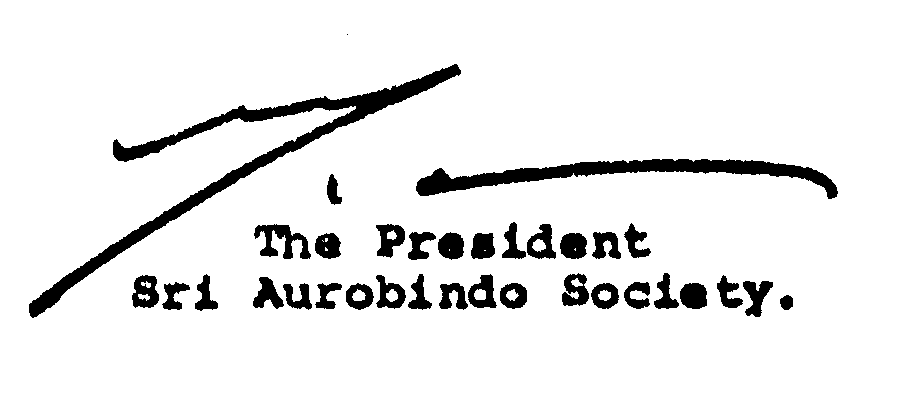 The President
Sri Aurobindo Society.